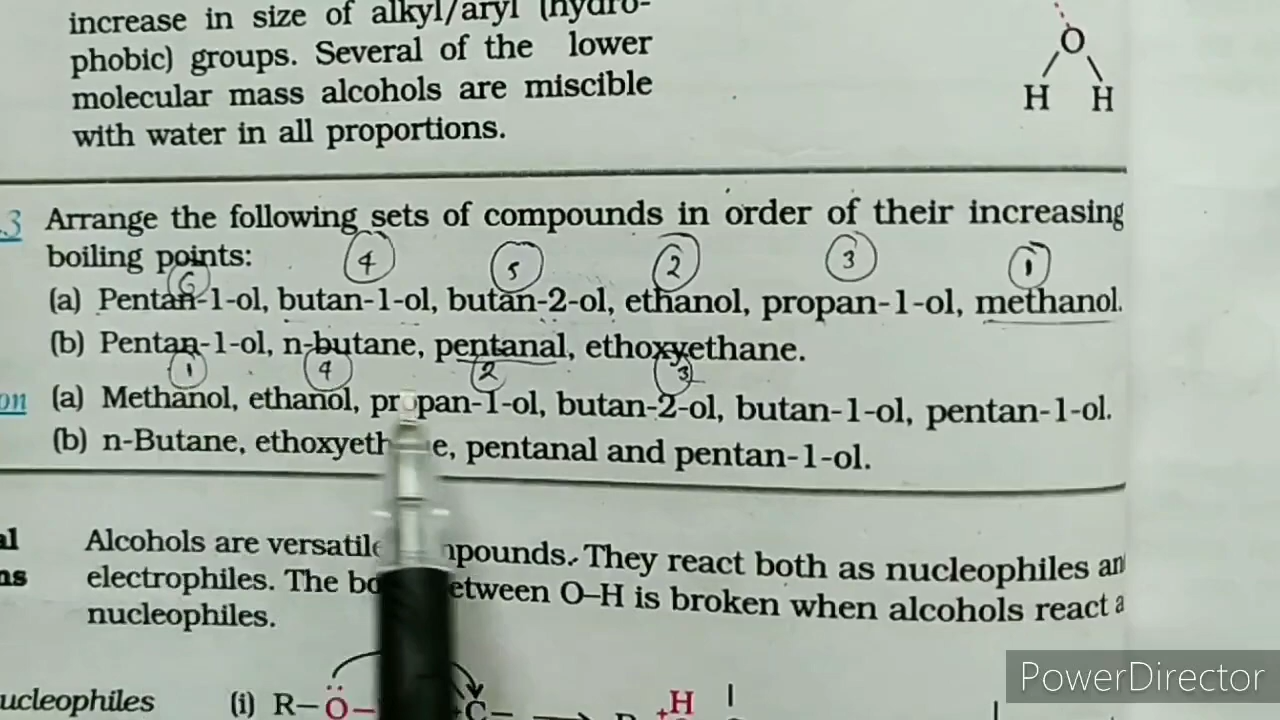 increase in size of alkyl/aryl (hydro-
phobic) groups. Several of the lower
molecular mass alcohols are miscible
with water in all proportions.
O
H H
.3 Arrange the following sets of compounds in order of their increasing
boiling points:
6 4 5 2 3 1
(a) Pentan-1-ol, butan-1-ol, butan-2-ol, ethanol, propan-1-ol, methanol.
(b) Pentan-1-ol, n-butane, pentanal, ethoxyethane.
1 4 2 3
on (a) Methanol, ethanol, propan-1-ol, butan-2-ol, butan-1-ol, pentan-1-ol.
(b) n-Butane, e, pentanal and pentan-1-ol.
al Alcohols are versatile They react both as nucleophiles an
ns electrophiles. The between O–H is broken when alcohols react a
nucleophiles.
ucleophiles (i) R–Ö– C– H
PowerDirector